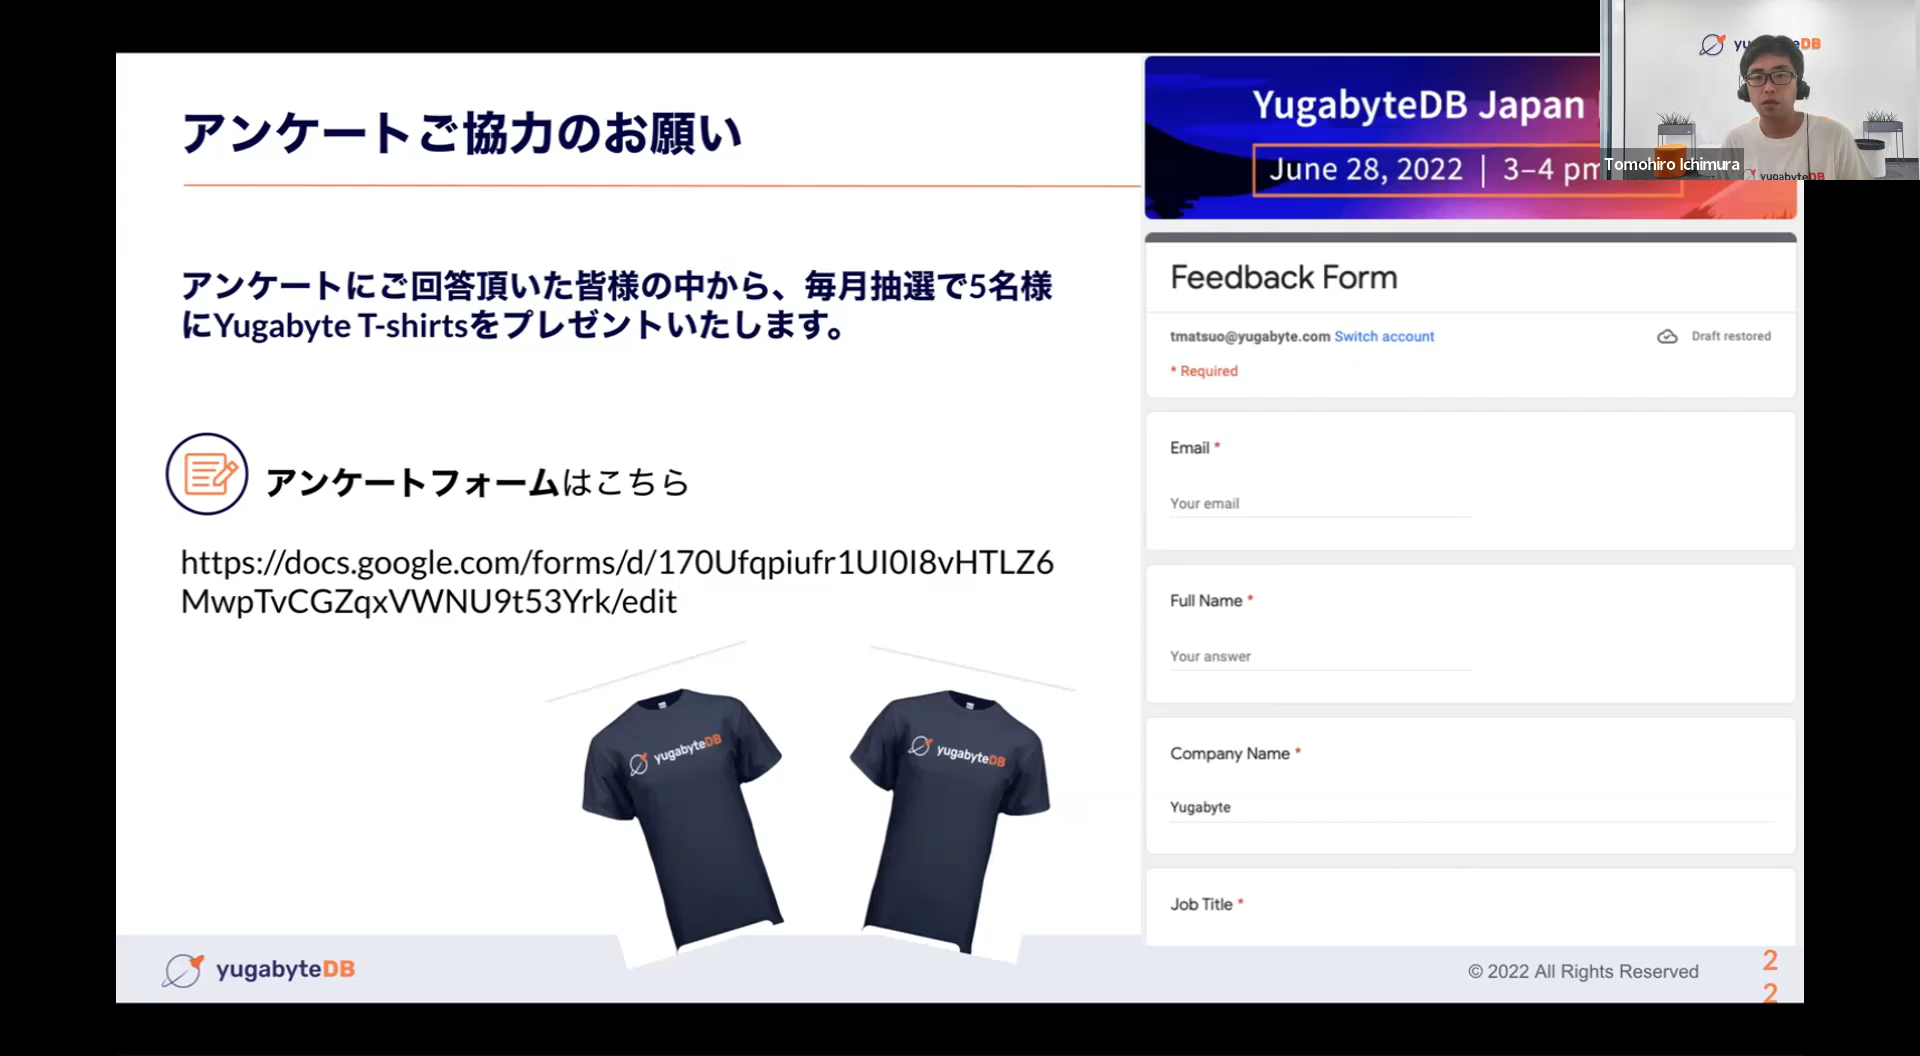 アンケートご協力のお願い
アンケートにご回答頂いた皆様の中から、毎月抽選で5名様
にYugabyte T-shirtsをプレゼントいたします。
アンケートフォームはこちら
https://docs.google.com/forms/d/170Ufqpiufr1UI0I8vHTLZ6
MwpTvCGZqxVWNU9t53Yrk/edit
yugabyteDB
yugabyteDB
yugabyteDB
YugabyteDB Japan
June 28, 2022 | 3–4 pm
Feedback Form
tmatsuo@yugabyte.com Switch account
Draft restored
* Required
Email *
Your email
Full Name *
Your answer
Company Name *
Yugabyte
Job Title *
© 2022 All Rights Reserved
2
2
Tomohiro Ichimura
yugabyteDB